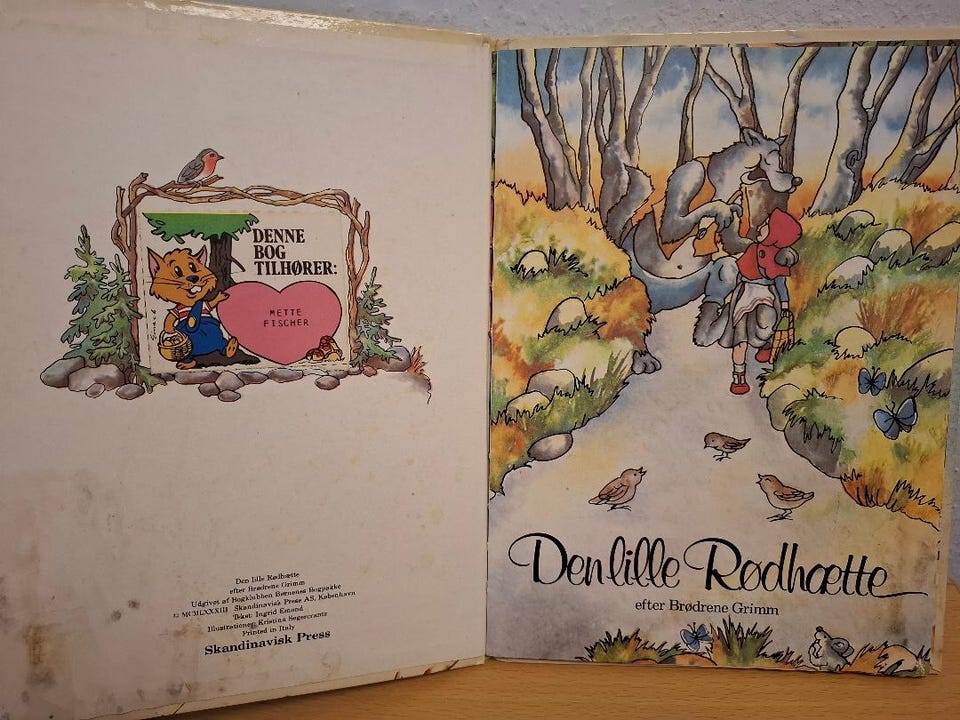 DENNE
BOG
TILHØRER:
METTE
FISCHER
Den lille Rødhætte
efter Brødrene Grimm
Udgivet af Bogklubben Børnenes Bogpakke
© MCMLXXXIII Skandinavisk Press AS, København
Tekst: Ingrid Emond
Illustrationer: Kristina Segercrantz
Printed in Italy
Skandinavisk Press
Den lille Rødhætte
efter Brødrene Grimm